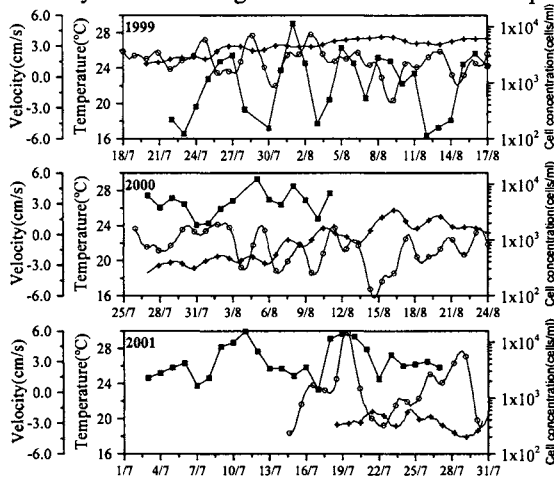 Velocity(cm/s)
Temperature(℃)
6.0
3.0
0.0
-3.0
-6.0
28
24
20
16
1999
1x10⁴
1x10³
1x10²
Cell concentration(cells/ml)
18/7 21/7 24/7 27/7 30/7 2/8 5/8 8/8 11/8 14/8 17/8
Velocity(cm/s)
Temperature(℃)
6.0
3.0
0.0
-3.0
-6.0
28
24
20
16
2000
1x10⁴
1x10³
1x10²
Cell concentration(cells/ml)
25/7 28/7 31/7 3/8 6/8 9/8 12/8 15/8 18/8 21/8 24/8
Velocity(cm/s)
Temperature(℃)
6.0
3.0
0.0
-3.0
-6.0
28
24
20
16
2001
1x10⁵
1x10⁴
1x10³
1x10²
Cell concentration(cells/ml)
1/7 4/7 7/7 10/7 13/7 16/7 19/7 22/7 25/7 28/7 31/7